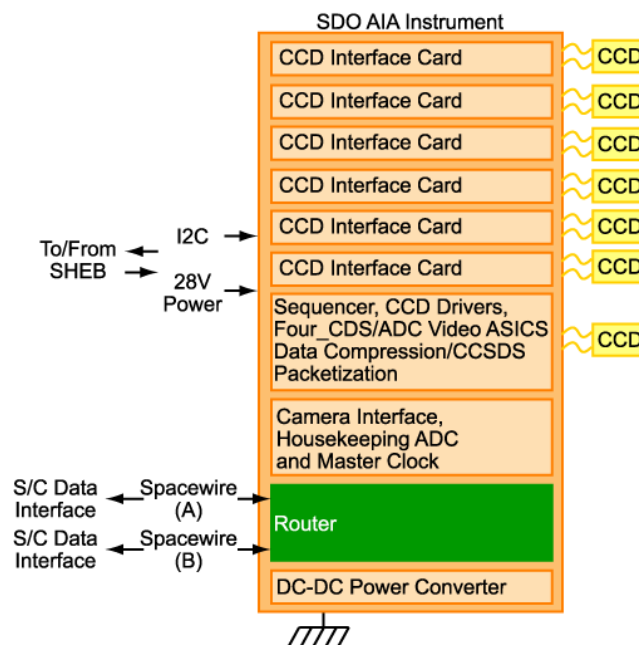 SDO AIA Instrument
CCD Interface Card
CCD
CCD Interface Card
CCD
CCD Interface Card
CCD
CCD Interface Card
CCD
CCD Interface Card
CCD
CCD Interface Card
CCD
To/From
SHEB
I2C
28V
Power
Sequencer, CCD Drivers,
Four_CDS/ADC Video ASICS
Data Compression/CCSDS
Packetization
CCD
Camera Interface,
Housekeeping ADC
and Master Clock
S/C Data
Interface
Spacewire
(A)
S/C Data
Interface
Spacewire
(B)
Router
DC-DC Power Converter